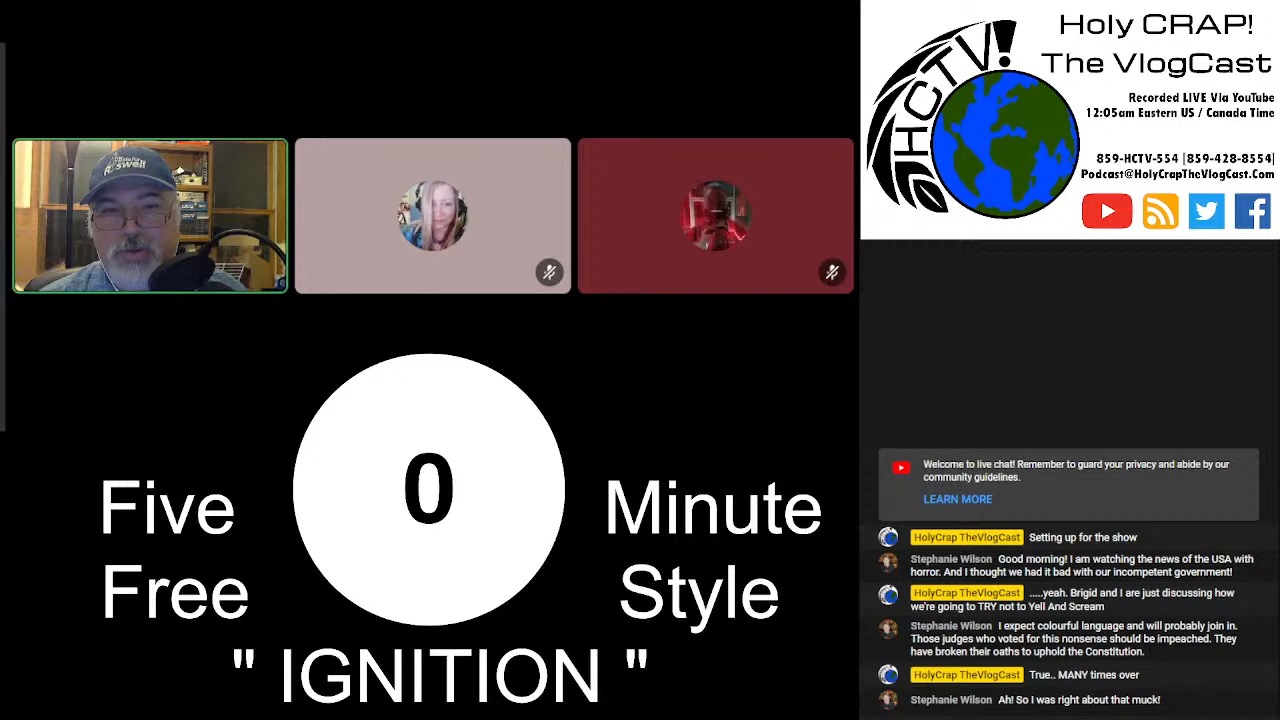 Holy CRAP!
The VlogCast
HCTV!
Recorded LIVE Via YouTube
12:05am Eastern US / Canada Time
859-HCTV-554 [859-428-8554]
Podcast@HolyCrapTheVlogCast.Com
Roswell
0
Five Minute
Free Style
" IGNITION "
Welcome to live chat! Remember to guard your privacy and abide by our
community guidelines.
LEARN MORE
HolyCrap TheVlogCast Setting up for the show
Stephanie Wilson Good morning! I am watching the news of the USA with
horror. And I thought we had it bad with our incompetent government!
HolyCrap TheVlogCast .....yeah. Brigid and I are just discussing how
we're going to TRY not to Yell And Scream
Stephanie Wilson I expect colourful language and will probably join in.
Those judges who voted for this nonsense should be impeached. They
have broken their oaths to uphold the Constitution.
HolyCrap TheVlogCast True.. MANY times over
Stephanie Wilson Ah! So I was right about that muck!